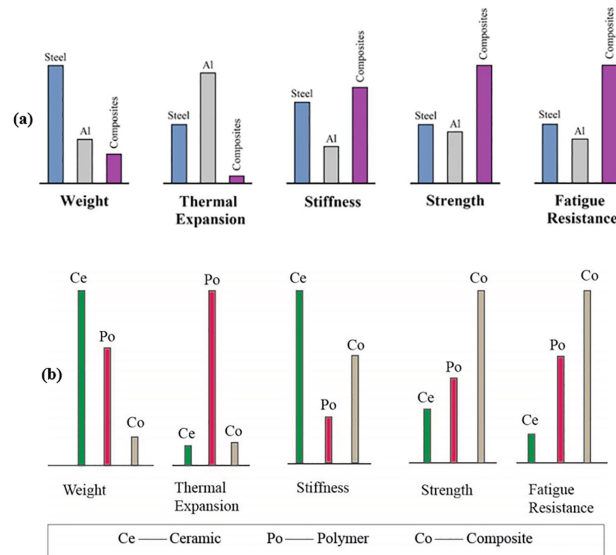 (a)
Steel
Al
Composites
Weight
Steel
Al
Composites
Thermal
Expansion
Steel
Al
Composites
Stiffness
Steel
Al
Composites
Strength
Steel
Al
Composites
Fatigue
Resistance
(b)
Ce
Po
Co
Weight
Ce
Po
Co
Thermal
Expansion
Ce
Po
Co
Stiffness
Ce
Po
Co
Strength
Ce
Po
Co
Fatigue
Resistance
Ce —— Ceramic Po —— Polymer Co —— Composite